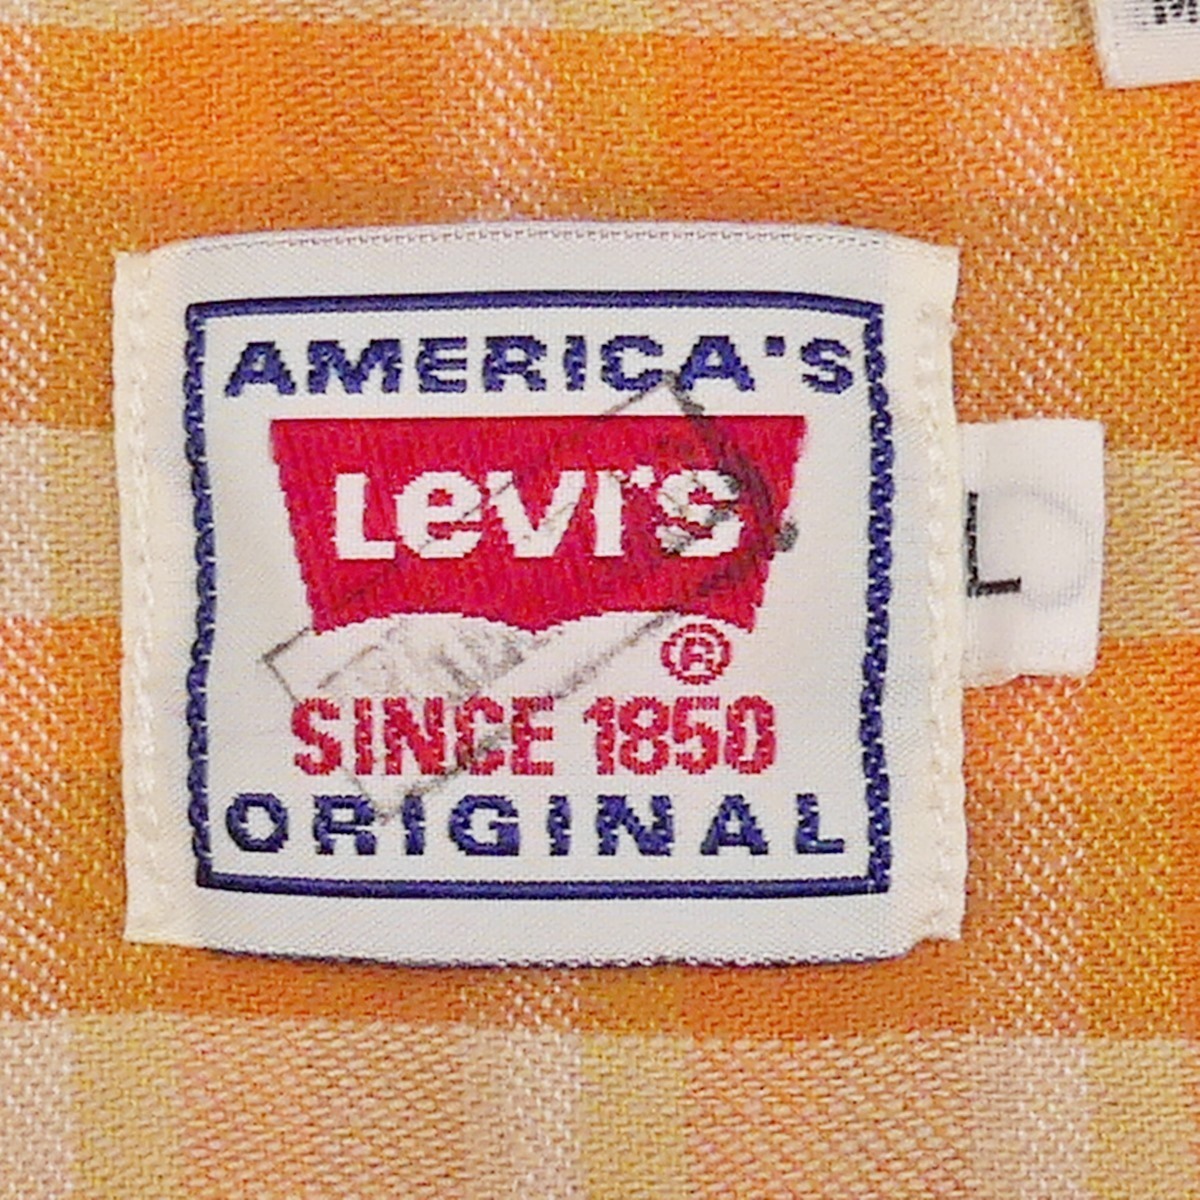 AMERICA'S
LeVI'S
®
SINCE 1850
ORIGINAL
L